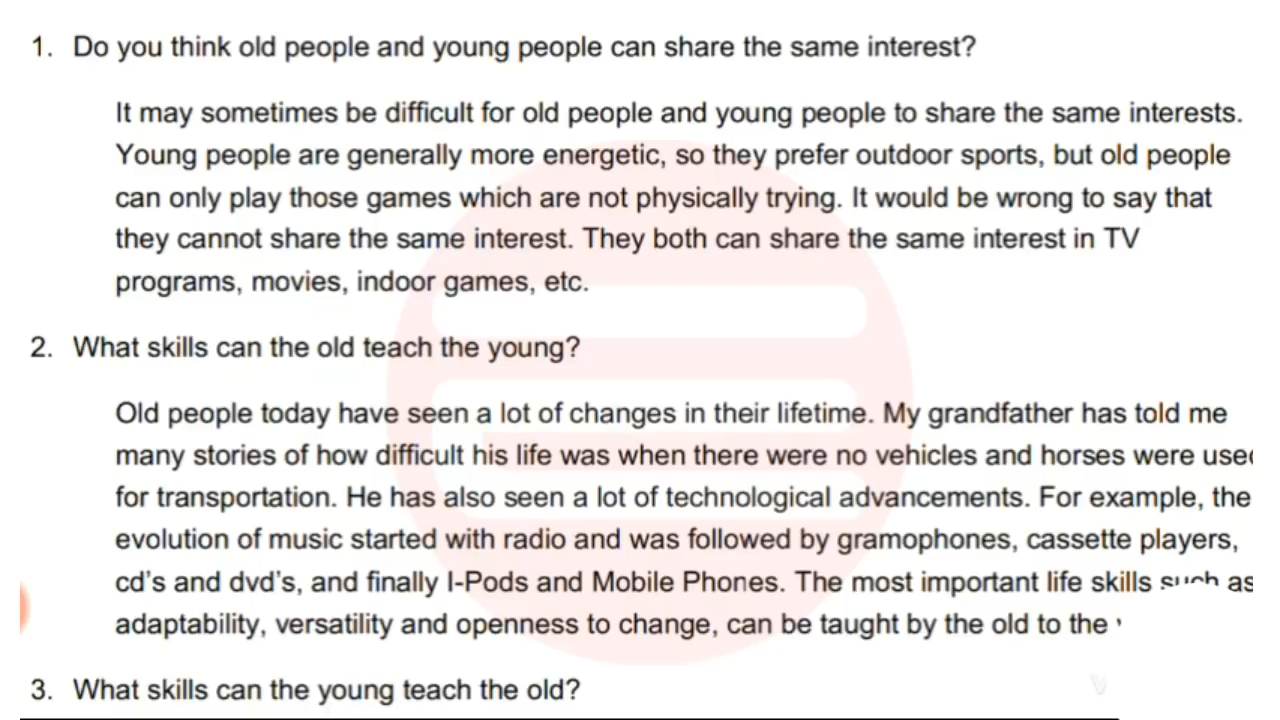 1. Do you think old people and young people can share the same interest?
It may sometimes be difficult for old people and young people to share the same interests.
Young people are generally more energetic, so they prefer outdoor sports, but old people
can only play those games which are not physically trying. It would be wrong to say that
they cannot share the same interest. They both can share the same interest in TV
programs, movies, indoor games, etc.
2. What skills can the old teach the young?
Old people today have seen a lot of changes in their lifetime. My grandfather has told me
many stories of how difficult his life was when there were no vehicles and horses were
for transportation. He has also seen a lot of technological advancements. For example, the
evolution of music started with radio and was followed by gramophones, cassette players,
cd's and dvd's, and finally I-Pods and Mobile Phones. The most important life skills such as
adaptability, versatility and openness to change, can be taught by the old to the
3. What skills can the young teach the old?